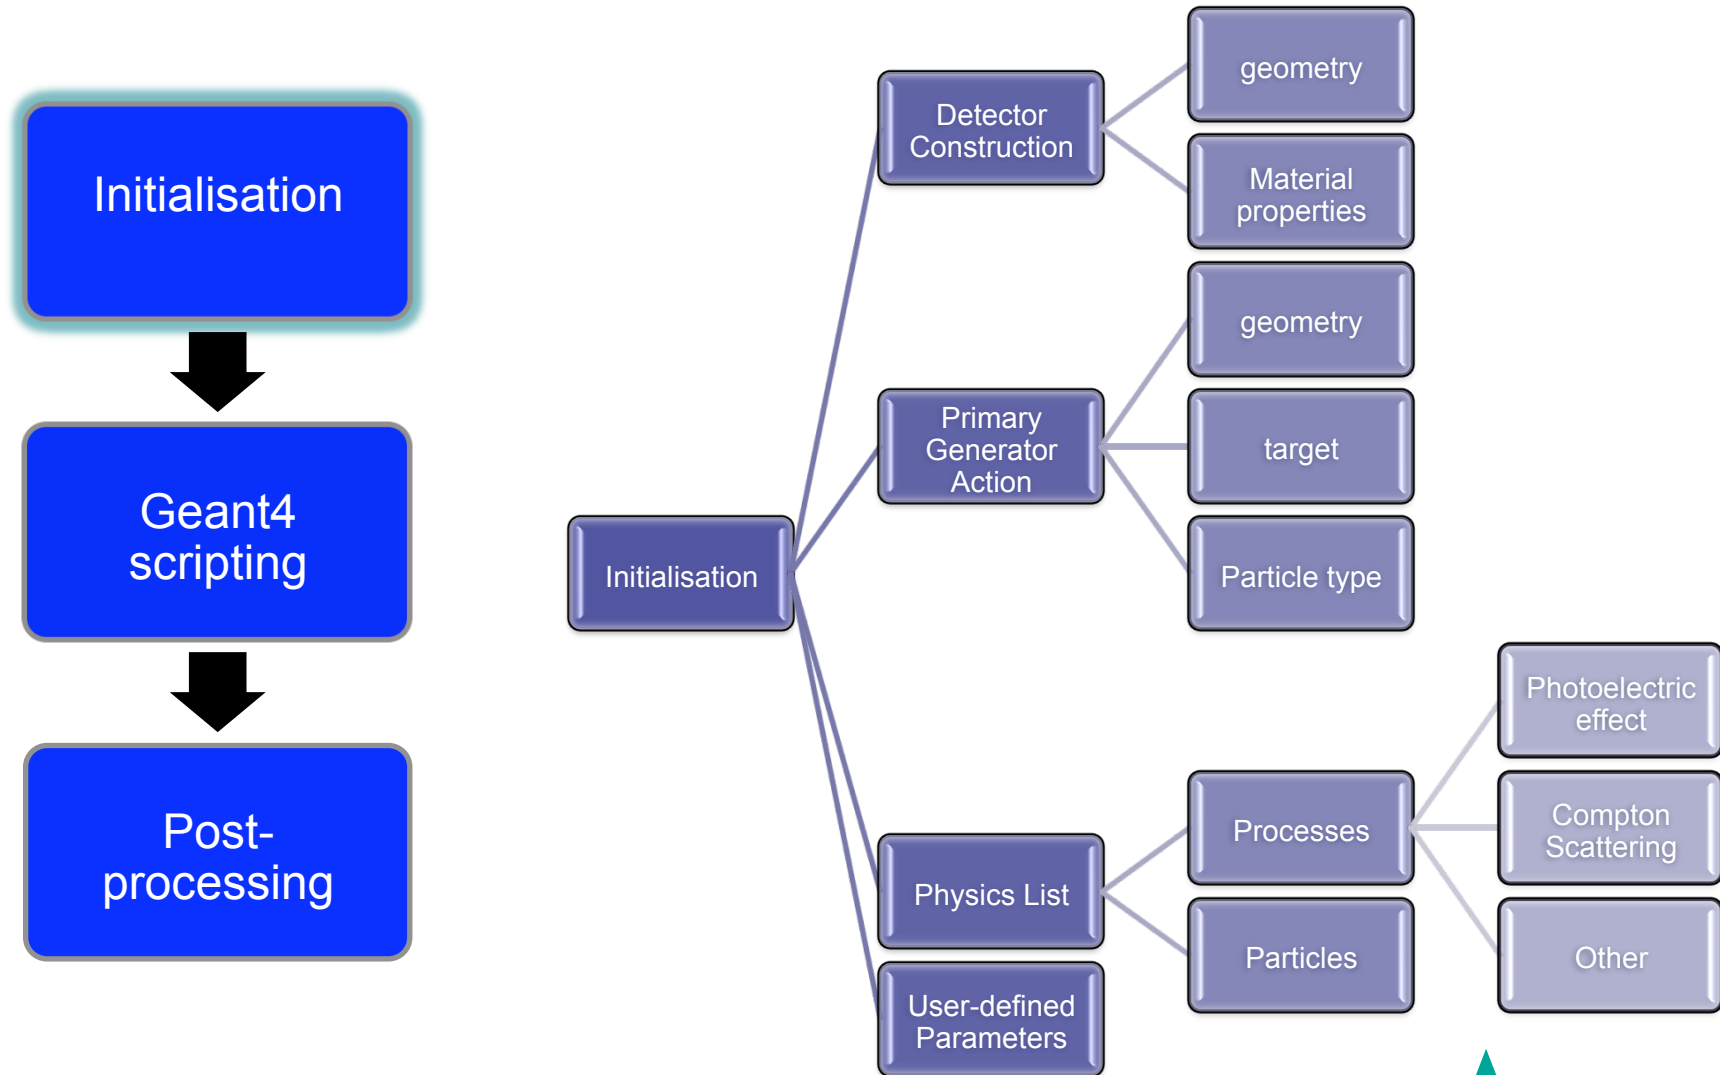 Initialisation
Geant4
scripting
Post-
processing
Initialisation
Detector
Construction
geometry
Material
properties
Primary
Generator
Action
geometry
target
Particle type
Physics List
Processes
Photoelectric
effect
Compton
Scattering
Other
Particles
User-defined
Parameters